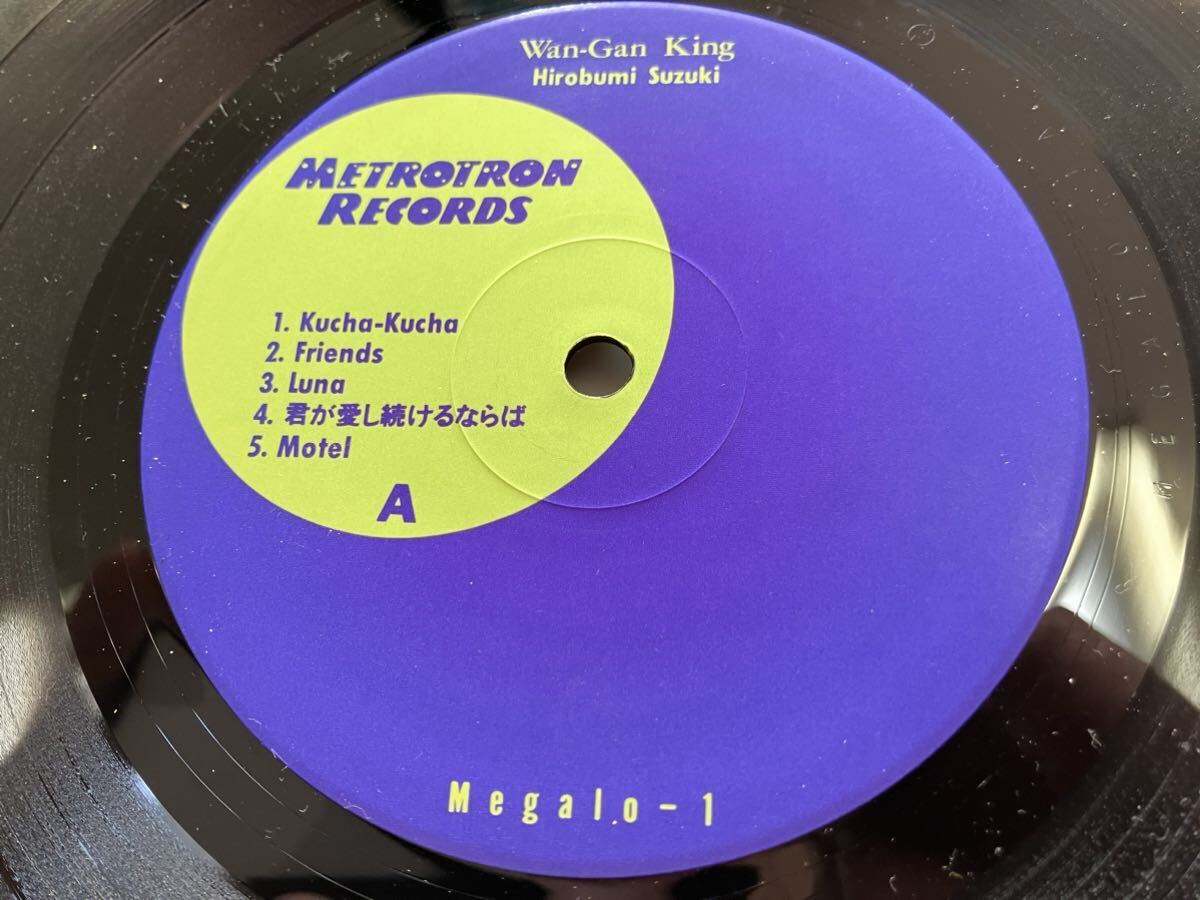 Wan-Gan King
Hirobumi Suzuki
METROTRON
RECORDS
1. Kucha-Kucha
2. Friends
3. Luna
4. 君が愛し続けるならば
5. Motel
A
Megalo-1